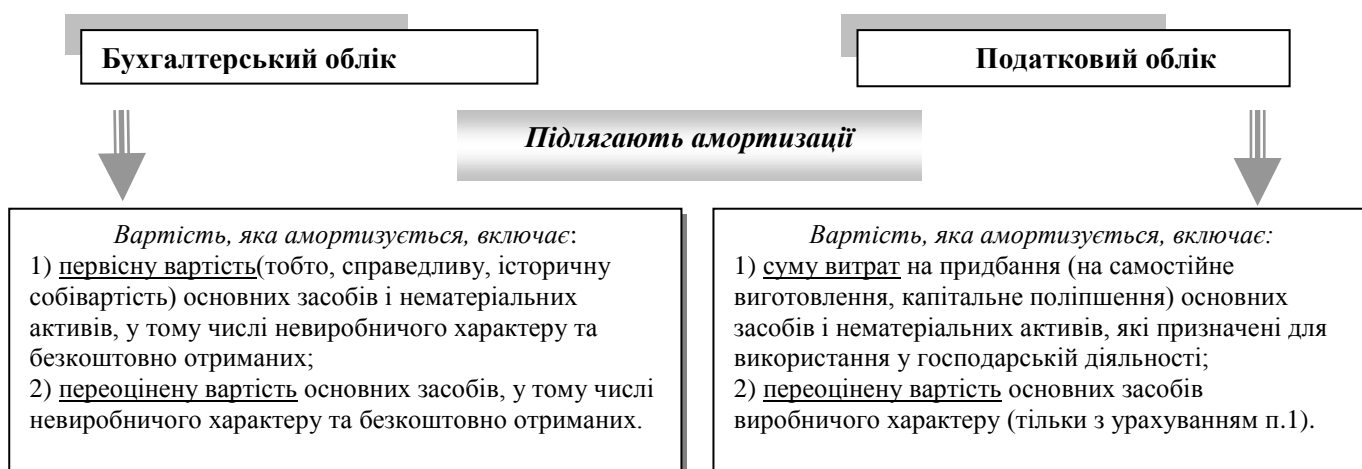 Бухгалтерський облік
Податковий облік
Підлягають амортизації
Вартість, яка амортизується, включає:
1) первісну вартість(тобто, справедливу, історичну
собівартість) основних засобів і нематеріальних
активів, у тому числі невиробничого характеру та
безкоштовно отриманих;
2) переоцінену вартість основних засобів, у тому числі
невиробничого характеру та безкоштовно отриманих.
Вартість, яка амортизується, включає:
1) суму витрат на придбання (на самостійне
виготовлення, капітальне поліпшення) основних
засобів і нематеріальних активів, які призначені для
використання у господарській діяльності;
2) переоцінену вартість основних засобів
виробничого характеру (тільки з урахуванням п.1).